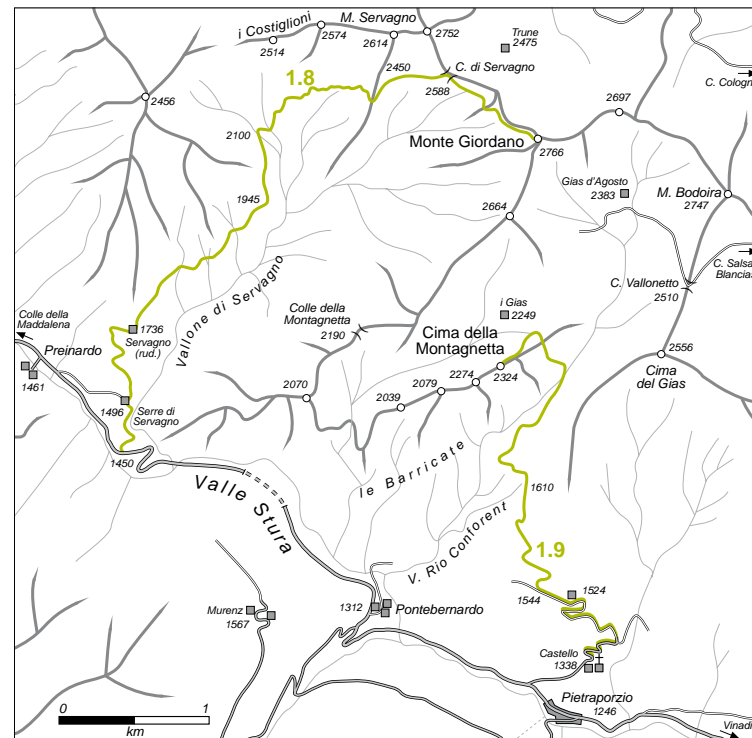 i Costiglioni
M. Servagno
2514
2574
2614
2752
Trune
2475
C. Cologn
1.8
2450
C. di Servagno
2588
2456
2100
Monte Giordano
2766
2697
Gias d'Agosto
2383
M. Bodoira
2747
1945
2664
C. Salsa
Blancias
C. Vallonetto
2510
Vallone di Servagno
Colle della
Montagnetta
2190
i Gias
2249
Colle della
Maddalena
1736
Servagno
(rud.)
Cima della
Montagnetta
Preinardo
2556
Cima
del Gias
1461
2070
2039
2079
2274
2324
1496
Serre di
Servagno
1450
Valle Stura
le Barricate
1610
V. Rio Conforent
1.9
1544
1524
Murenz
1567
1312
Pontebernardo
Castello
1338
Pietraporzio
1246
Vinadi
0
1
km